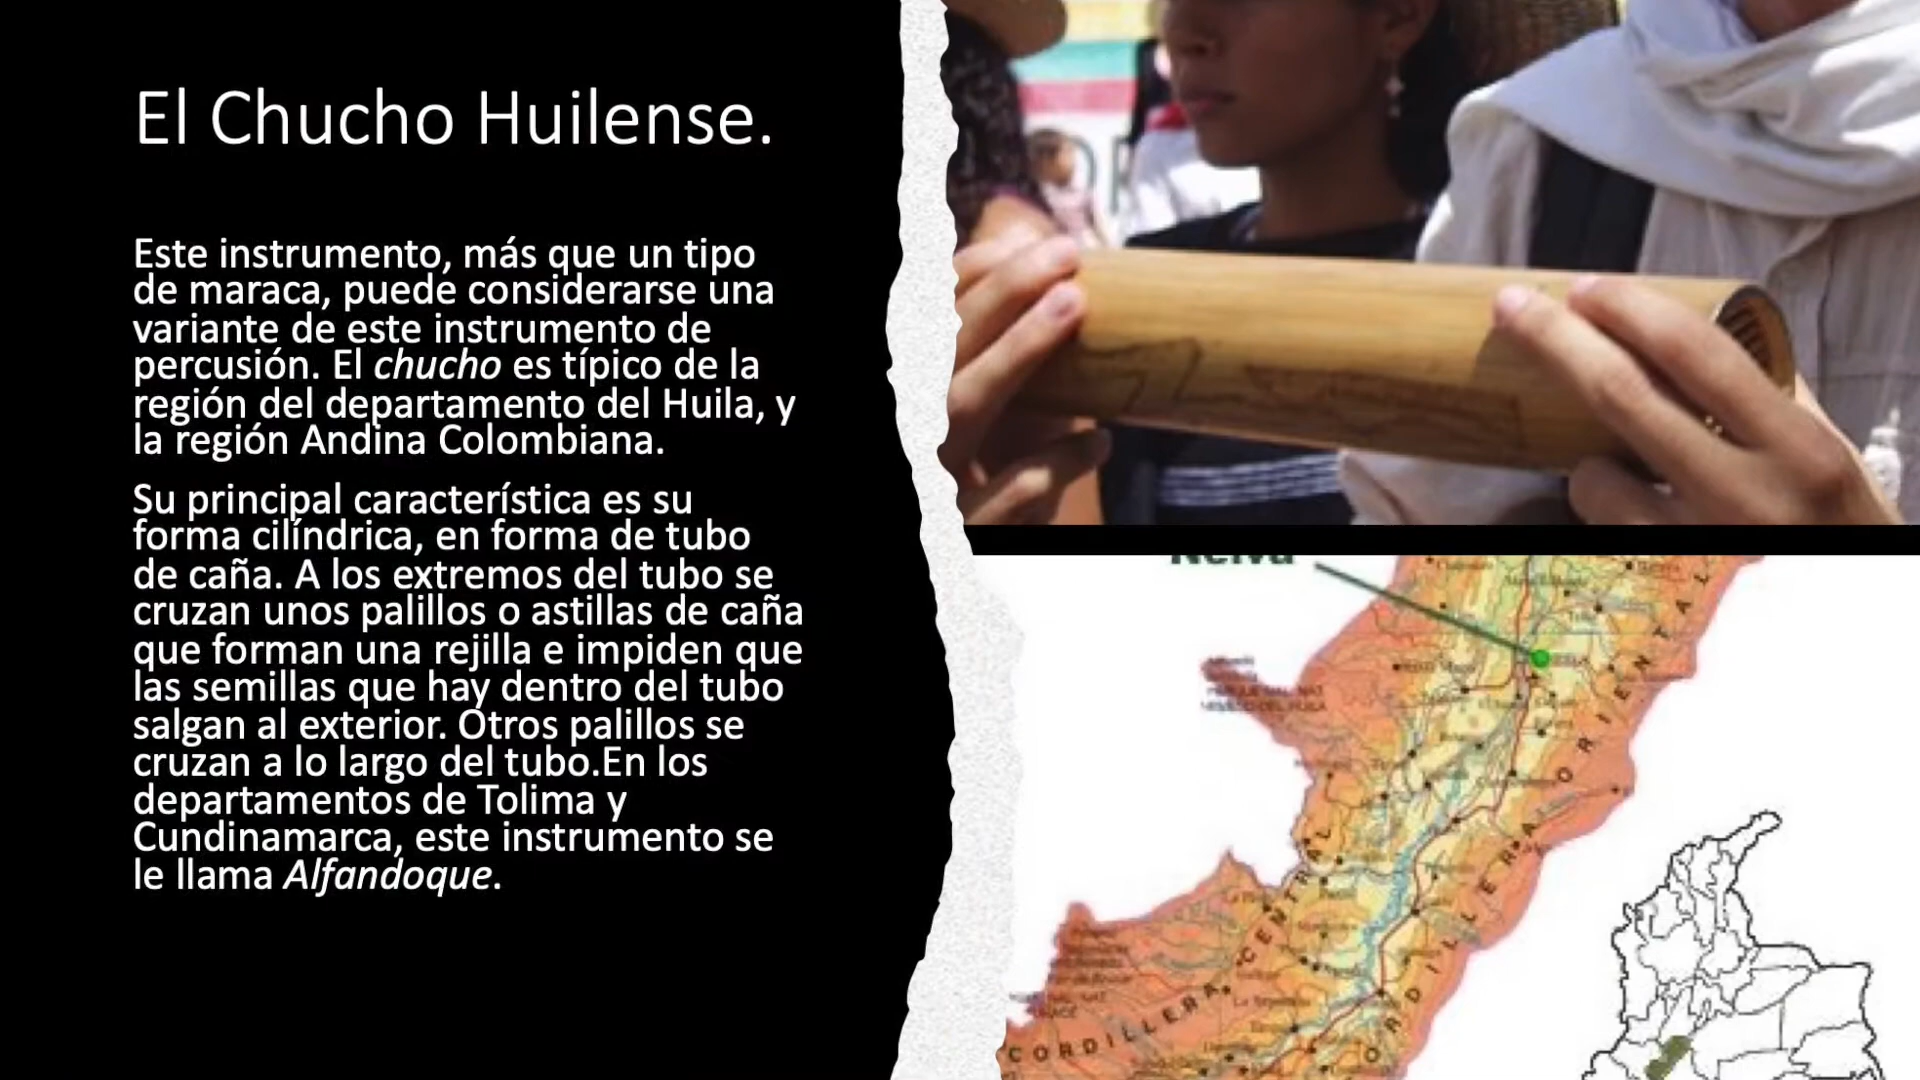 El Chucho Huilense.
Este instrumento, más que un tipo
de maraca, puede considerarse una
variante de este instrumento de
percusión. El chucho es típico de la
región del departamento del Huila, y
la región Andina Colombiana.
Su principal característica es su
forma cilíndrica, en forma de tubo
de caña. A los extremos del tubo se
cruzan unos palillos o astillas de caña
que forman una rejilla e impiden que
las semillas que hay dentro del tubo
salgan al exterior. Otros palillos se
cruzan a lo largo del tubo.En los
departamentos de Tolima y
Cundinamarca, este instrumento se
le llama Alfandoque.
Neiva
CORDILLERA CENTRAL
CORDILLERA ORIENTAL